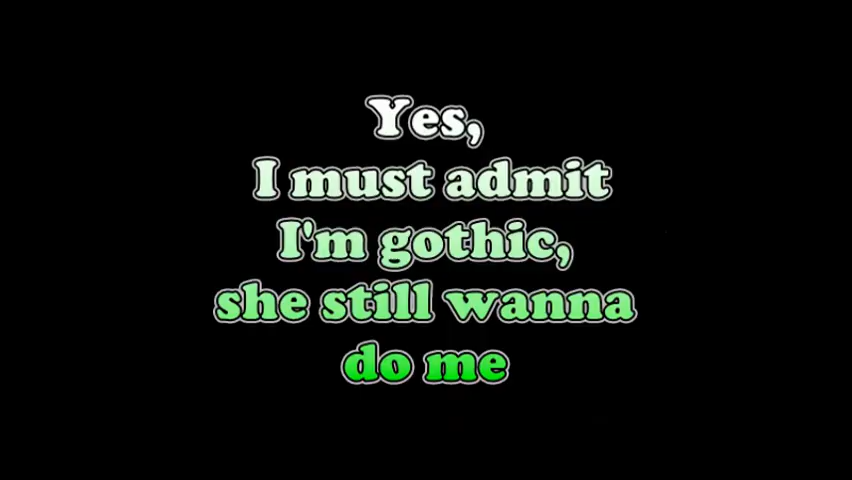 Yes,
I must admit
I'm gothic,
she still wanna
do me